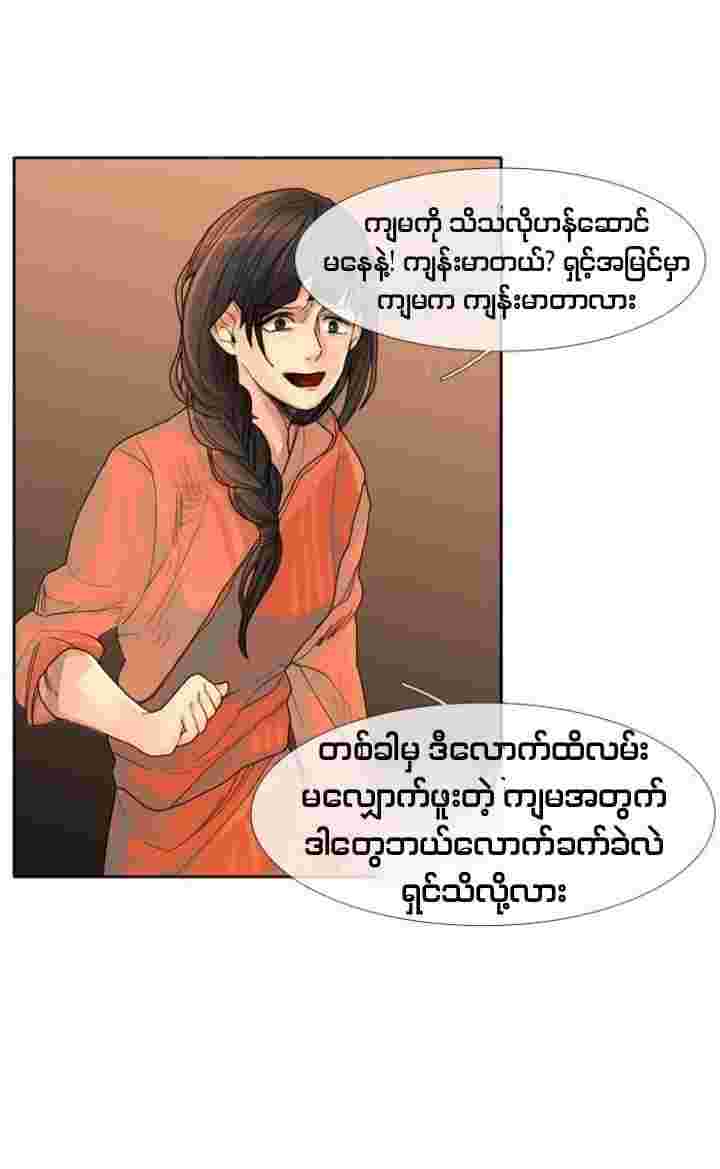 ကျမကို သိသလိုဟန်ဆောင်
မနေနဲ့! ကျန်းမာတယ်? ရှင့်အမြင်မှာ
ကျမက ကျန်းမာတာလား
တစ်ခါမှ ဒီလောက်ထိလမ်း
မလျှောက်ဖူးတဲ့ ကျမအတွက်
ဒါတွေဘယ်လောက်ခက်ခဲလဲ
ရှင်သိလို့လား